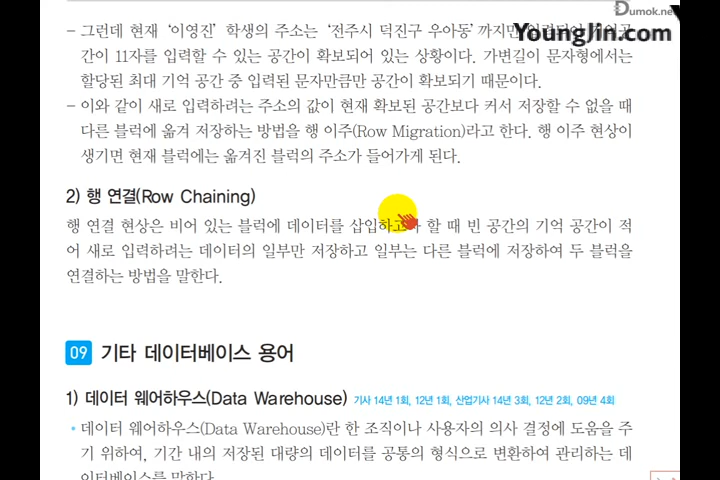 Dumok.net
YoungJin.com
- 그런데 현재 ‘이영진’ 학생의 주소는 ‘전주시 덕진구 우아동’까지만
간이 11자를 입력할 수 있는 공간이 확보되어 있는 상황이다. 가변길이 문자형에서는
할당된 최대 기억 공간 중 입력된 문자만큼만 공간이 확보되기 때문이다.
- 이와 같이 새로 입력하려는 주소의 값이 현재 확보된 공간보다 커서 저장할 수 없을 때
다른 블럭에 옮겨 저장하는 방법을 행 이주(Row Migration)라고 한다. 행 이주 현상이
생기면 현재 블럭에는 옮겨진 블럭의 주소가 들어가게 된다.
2) 행 연결(Row Chaining)
행 연결 현상은 비어 있는 블럭에 데이터를 삽입하고 할 때 빈 공간의 기억 공간이 적
어 새로 입력하려는 데이터의 일부만 저장하고 일부는 다른 블럭에 저장하여 두 블럭을
연결하는 방법을 말한다.
09 기타 데이터베이스 용어
1) 데이터 웨어하우스(Data Warehouse) 기사 14년 1회, 12년 1회, 산업기사 14년 3회, 12년 2회, 09년 4회
• 데이터 웨어하우스(Data Warehouse)란 한 조직이나 사용자의 의사 결정에 도움을 주
기 위하여, 기간 내의 저장된 대량의 데이터를 공통의 형식으로 변환하여 관리하는 데
이터베이스를 말한다.